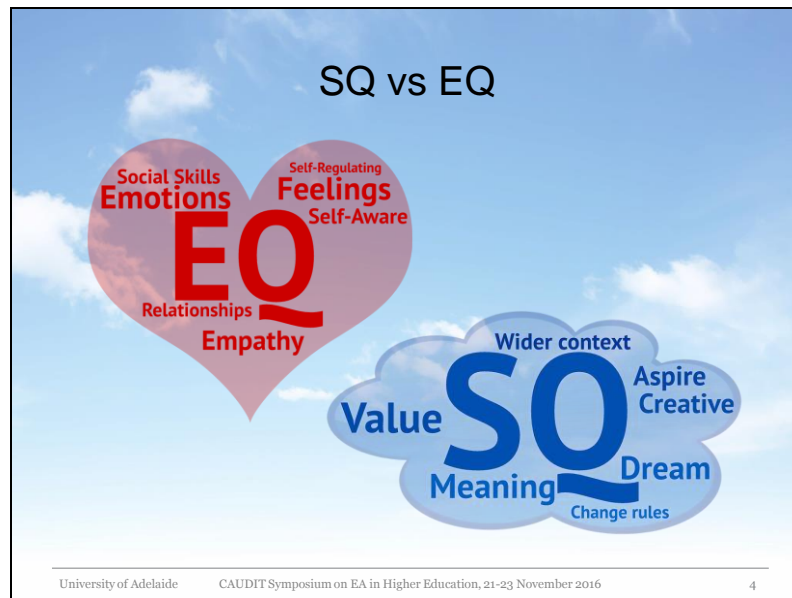 SQ vs EQ
Social Skills
Emotions
Self-Regulating
Feelings
Self-Aware
EQ
Relationships
Empathy
Wider context
Aspire
Creative
Value
SQ
Meaning
Dream
Change rules
University of Adelaide CAUDIT Symposium on EA in Higher Education, 21-23 November 2016 4